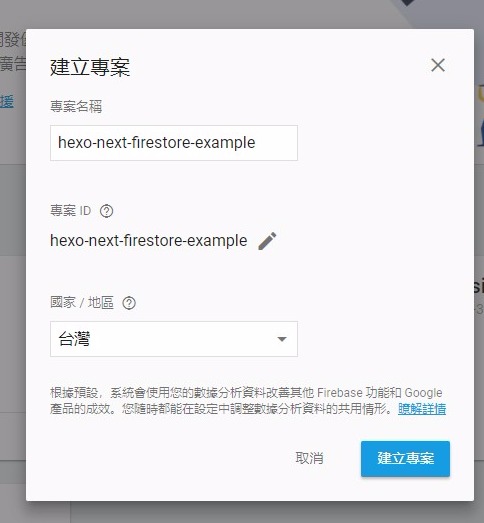 建立專案
廣告
援
專案名稱
hexo-next-firestore-example
專案 ID
hexo-next-firestore-example
國家 / 地區
台灣
根據預設，系統會使用您的數據分析資料改善其他 Firebase 功能和 Google
產品的成效。您隨時都能在設定中調整數據分析資料的共用情形。瞭解詳情
取消
建立專案